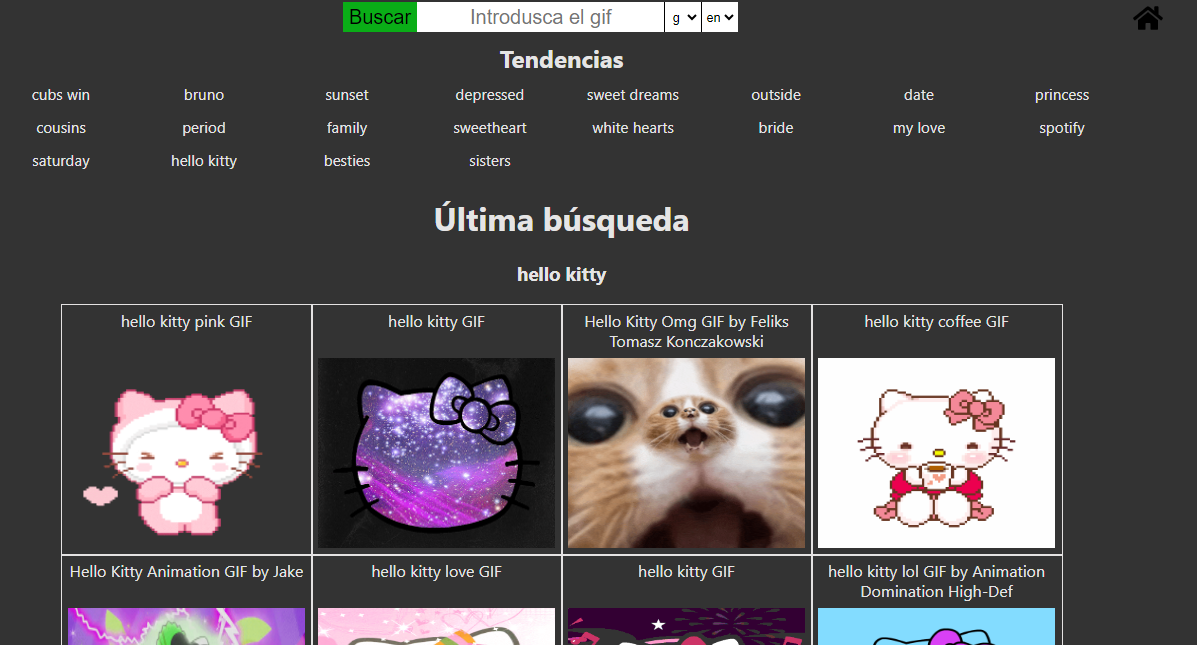 Buscar Introdusca el gif g en
Tendencias
cubs win bruno sunset depressed sweet dreams outside date princess
cousins period family sweetheart white hearts bride my love spotify
saturday hello kitty besties sisters
Última búsqueda
hello kitty
hello kitty pink GIF
hello kitty GIF
Hello Kitty Omg GIF by Feliks
Tomasz Konczakowski
hello kitty coffee GIF
Hello Kitty Animation GIF by Jake
hello kitty love GIF
hello kitty GIF
hello kitty lol GIF by Animation
Domination High-Def